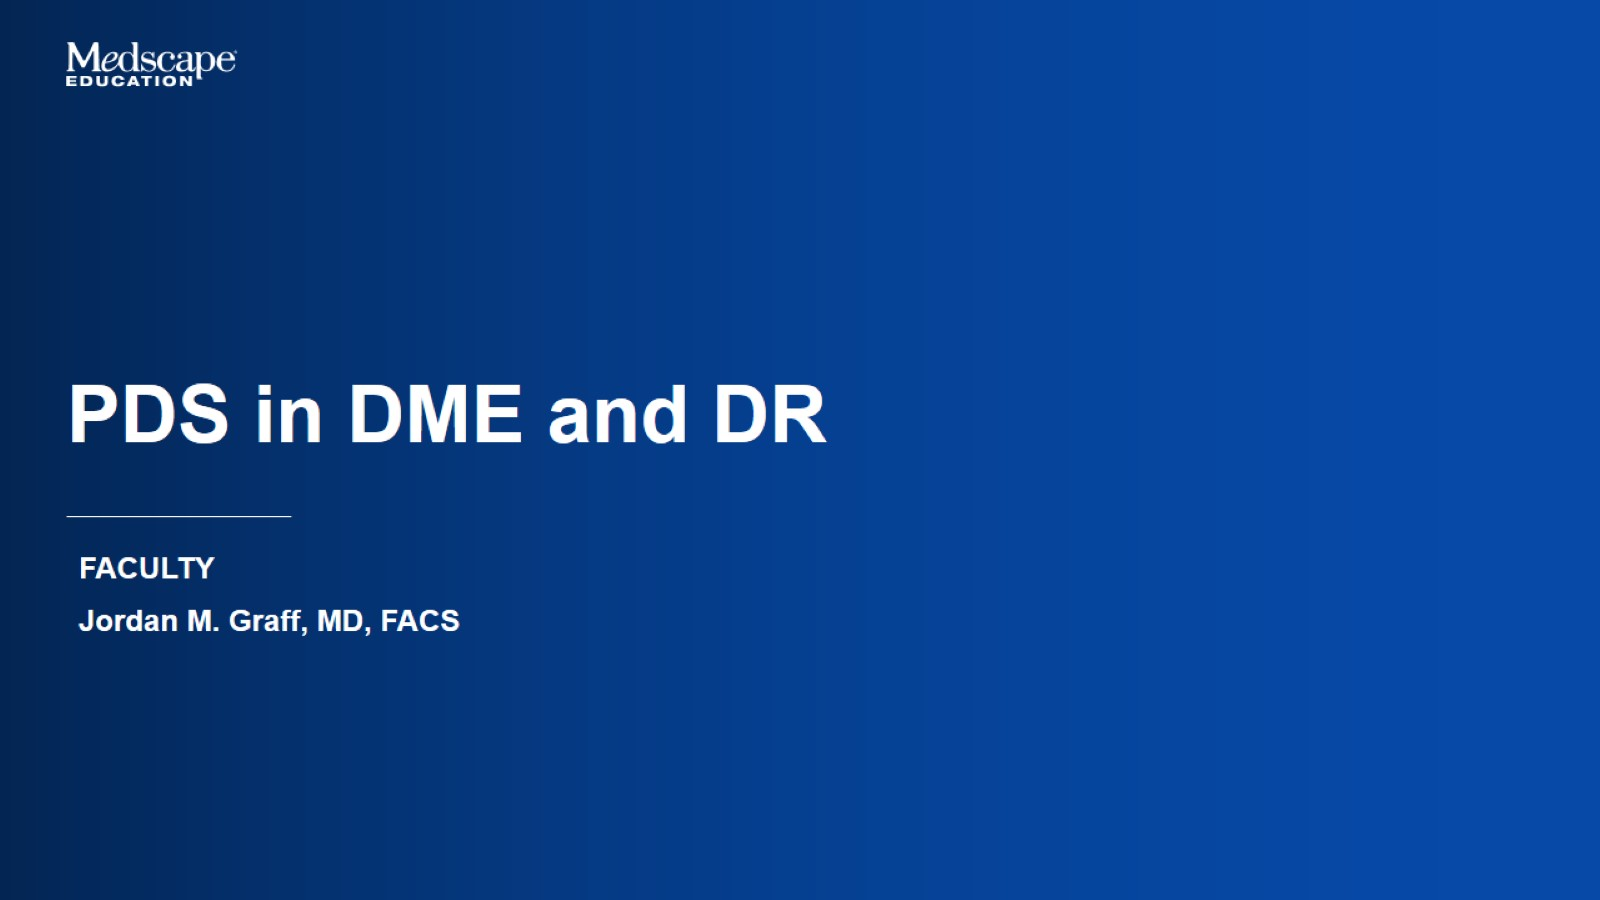 Medscape
EDUCATION
PDS in DME and DR
FACULTY
Jordan M. Graff, MD, FACS